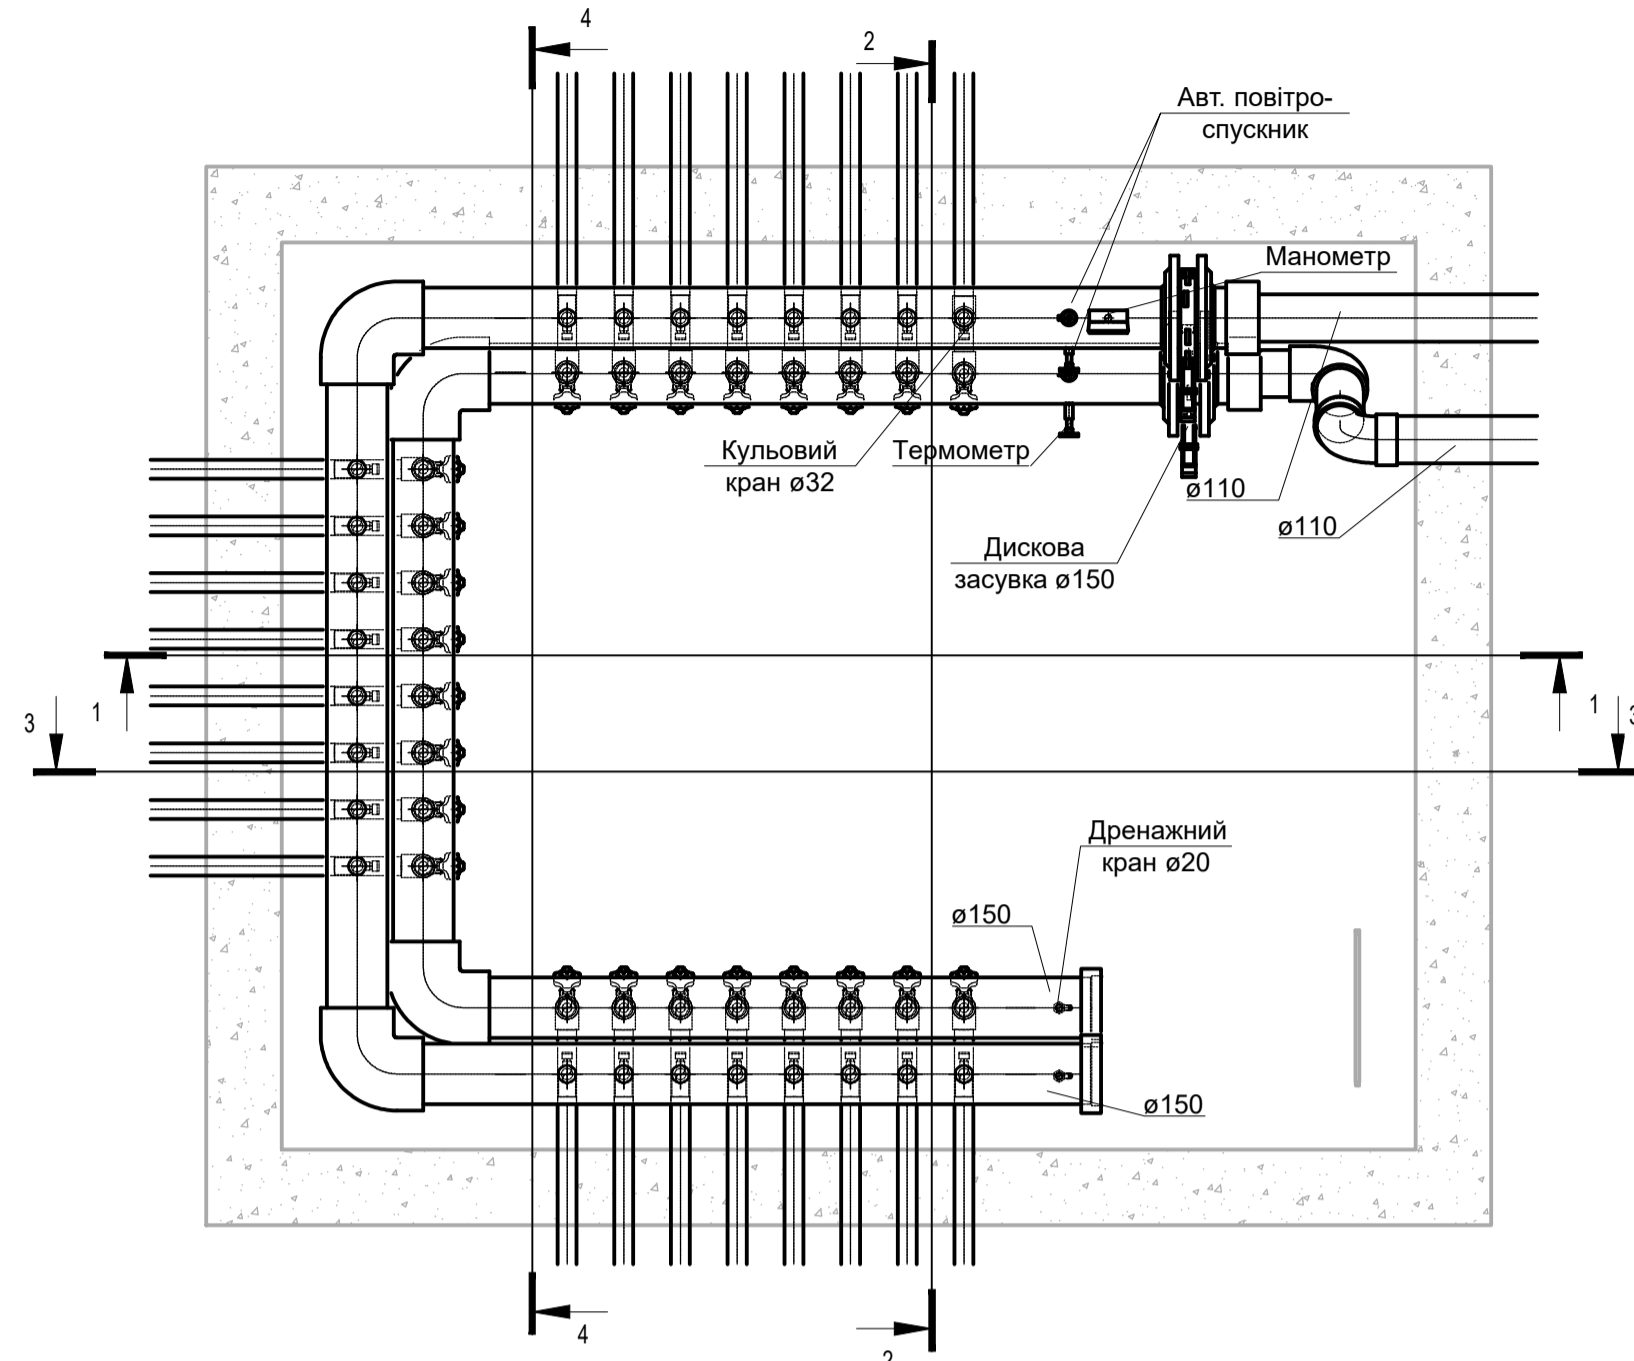 4
2
Авт. повітро-
спускник
Манометр
Кульовий
кран ø32
Термометр
ø110
ø110
Дискова
засувка ø150
1
1
3
3
Дренажний
кран ø20
ø150
ø150
4
2